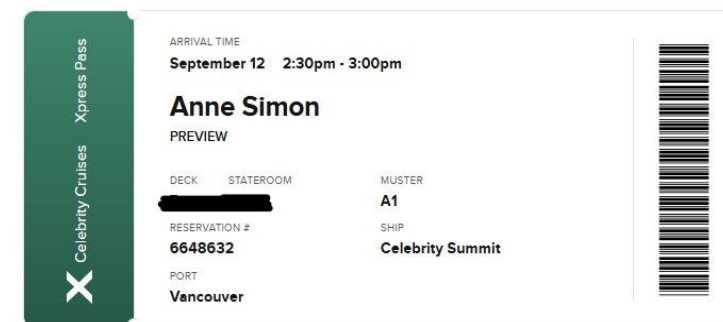 Celebrity Cruises Xpress Pass
ARRIVAL TIME
September 12 2:30pm - 3:00pm
Anne Simon
PREVIEW
DECK STATEROOM MUSTER
A1
RESERVATION # SHIP
6648632 Celebrity Summit
PORT
Vancouver